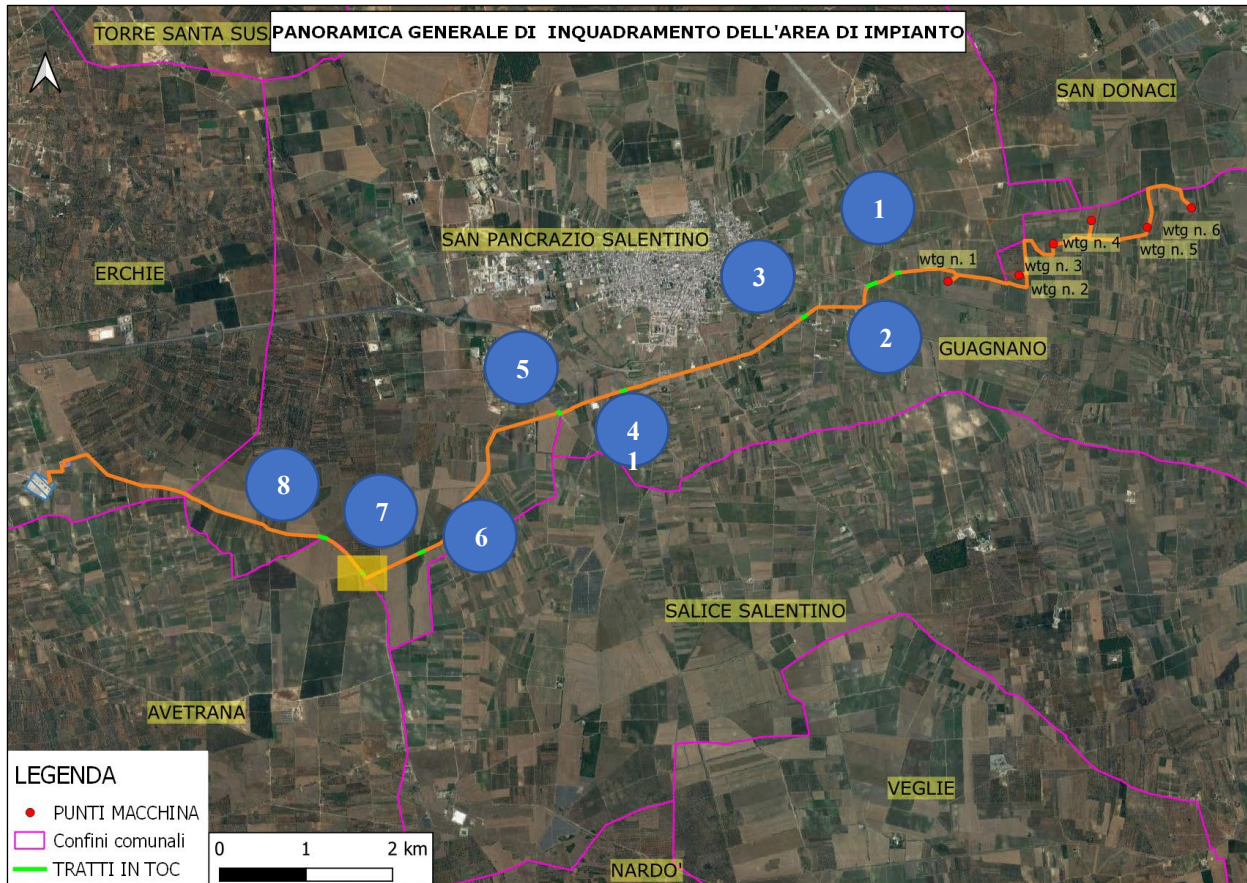 TORRE SANTA SUS
PANORAMICA GENERALE DI INQUADRAMENTO DELL'AREA DI IMPIANTO
SAN DONACI
1
SAN PANCRAZIO SALENTINO
wtg n. 6
wtg n. 4
wtg n. 5
wtg n. 1
ERCHIE
3
wtg n. 3
wtg n. 2
2
GUAGNANO
5
4
1
8
7
6
SALICE SALENTINO
AVETRANA
VEGLIE
LEGENDA
PUNTI MACCHINA
Confini comunali
TRATTI IN TOC
0 1 2 km
NARDO'